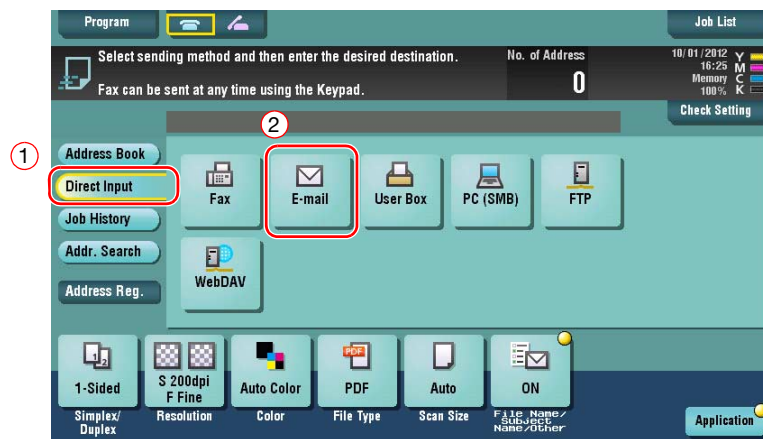 Program
Job List
Select sending method and then enter the desired destination.
No. of Address
0
Fax can be sent at any time using the Keypad.
10/01/2012
16:25
Memory
100%
Y
M
C
K
Check Setting
2
1
Address Book
Direct Input
Job History
Addr. Search
Address Reg.
Fax
E-mail
User Box
PC (SMB)
FTP
WebDAV
1 2
1-Sided
S 200dpi
F Fine
Auto Color
PDF
PDF
Auto
ON
Simplex/
Duplex
Resolution
Color
File Type
Scan Size
File Name/
Subject
Name/Other
Application